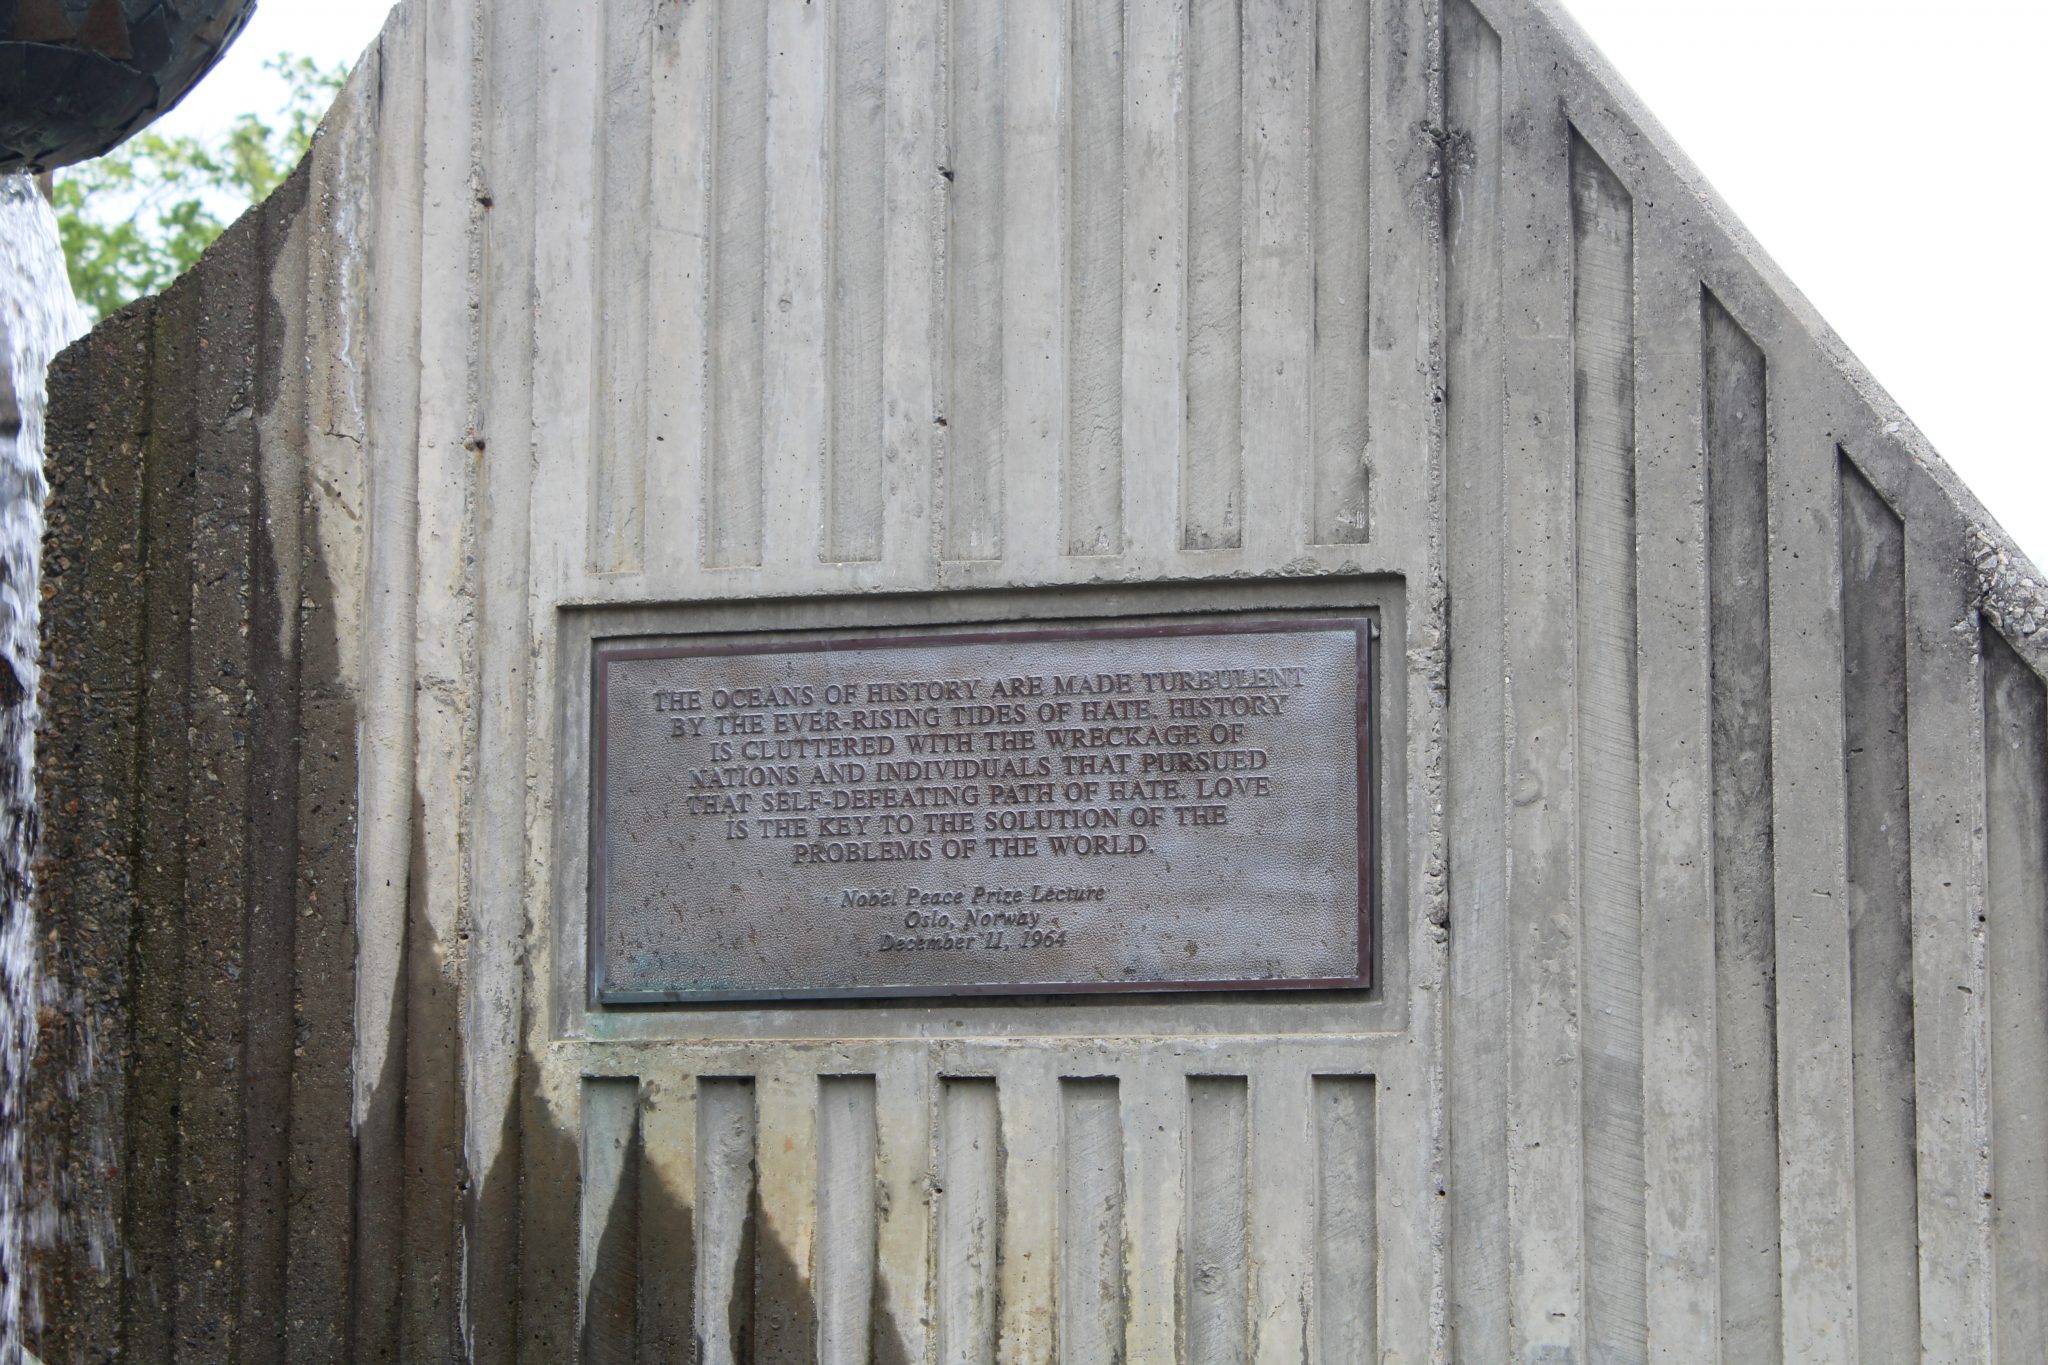 THE OCEANS OF HISTORY ARE MADE TURBULENT
BY THE EVER-RISING TIDES OF HATE. HISTORY
IS CLUTTERED WITH THE WRECKAGE OF
NATIONS AND INDIVIDUALS THAT PURSUED
THAT SELF-DEFEATING PATH OF HATE. LOVE
IS THE KEY TO THE SOLUTION OF THE
PROBLEMS OF THE WORLD.
Nobel Peace Prize Lecture
Oslo, Norway
December 11, 1964